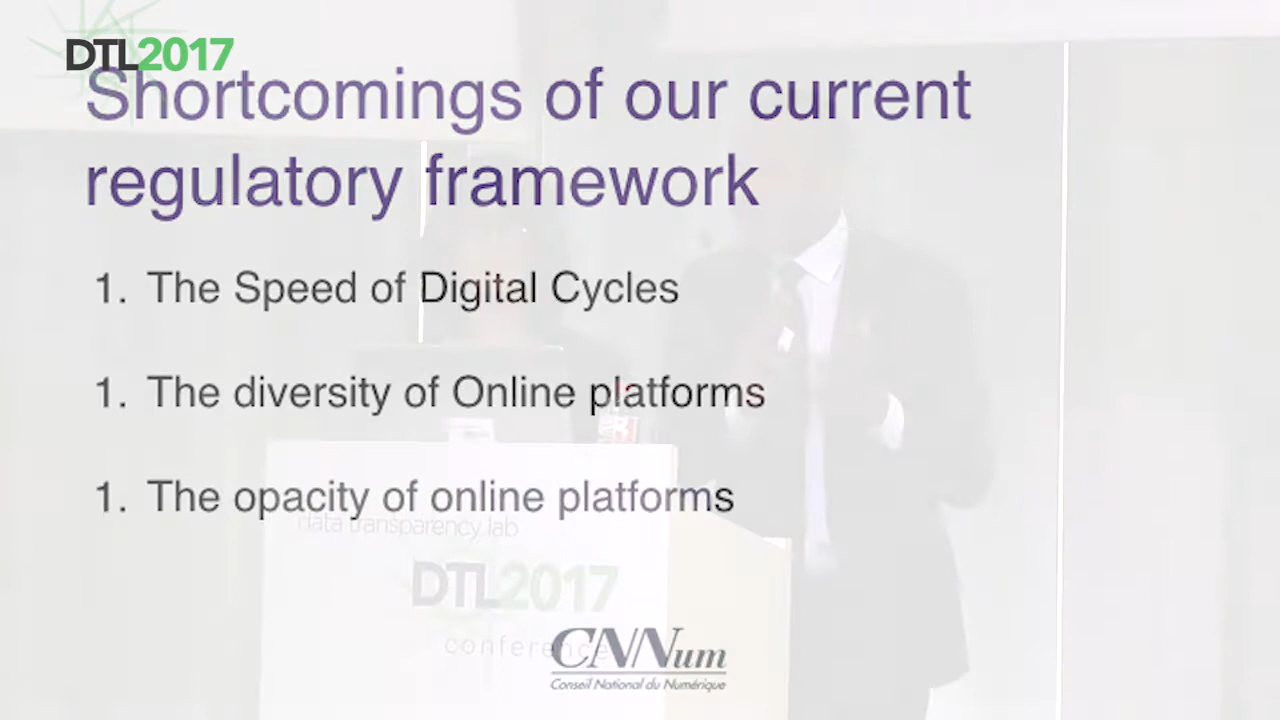 DTL2017
Shortcomings of our current
regulatory framework
1. The Speed of Digital Cycles
1. The diversity of Online platforms
1. The opacity of online platforms
data transparency lab
DTL2017
conference
CNNum
Conseil National du Numérique